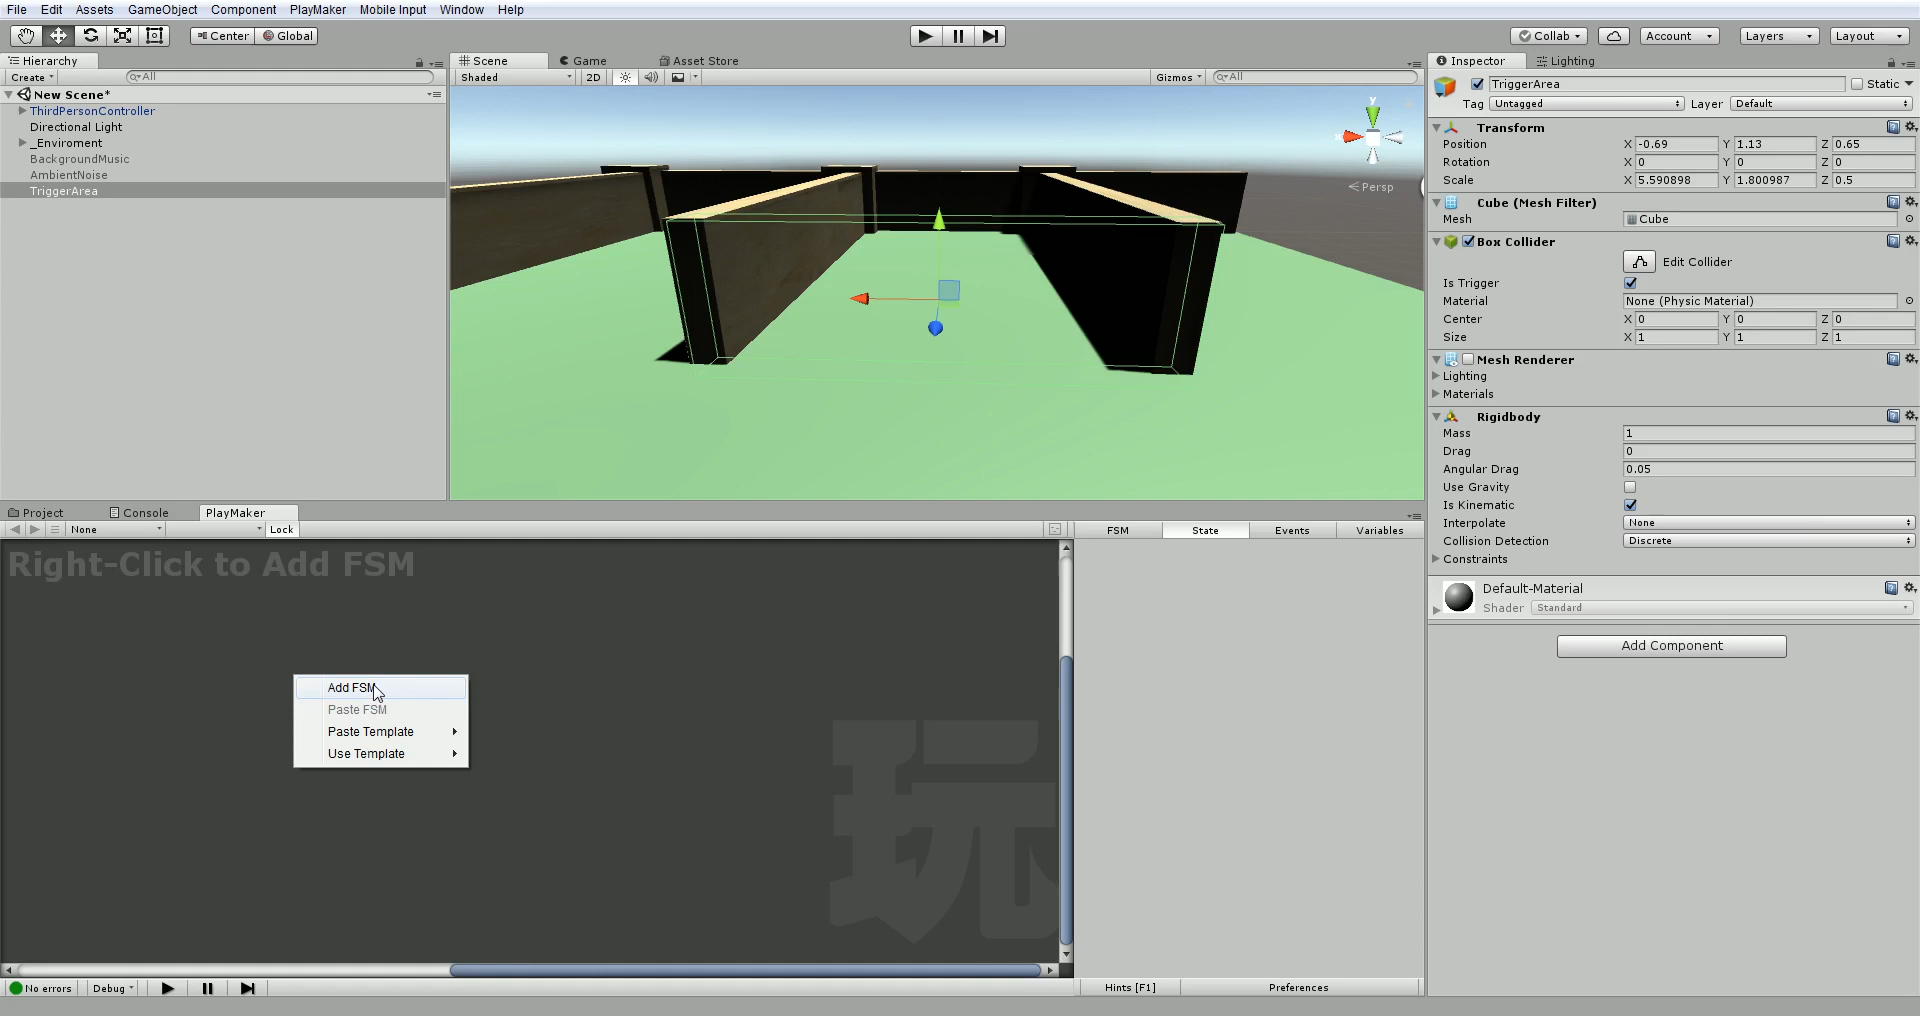 File Edit Assets GameObject Component PlayMaker Mobile Input Window Help
Center Global Collab Account Layers Layout
Hierarchy
Create All
New Scene*
ThirdPersonController
Directional Light
_Enviroment
BackgroundMusic
AmbientNoise
TriggerArea
Scene Game Asset Store
Shaded 2D Gizmos All
y
x
Persp
Project Console PlayMaker
None Lock
Right-Click to Add FSM
Add FSM
Paste FSM
Paste Template
Use Template
玩
No errors Debug
FSM State Events Variables
Hints [F1] Preferences
Inspector Lighting
TriggerArea Static
Tag Untagged Layer Default
Transform
Position X -0.69 Y 1.13 Z 0.65
Rotation X 0 Y 0 Z 0
Scale X 5.590898 Y 1.800987 Z 0.5
Cube (Mesh Filter)
Mesh Cube
Box Collider
Edit Collider
Is Trigger
Material None (Physic Material)
Center X 0 Y 0 Z 0
Size X 1 Y 1 Z 1
Mesh Renderer
Lighting
Materials
Rigidbody
Mass 1
Drag 0
Angular Drag 0.05
Use Gravity
Is Kinematic
Interpolate None
Collision Detection Discrete
Constraints
Default-Material
Shader Standard
Add Component